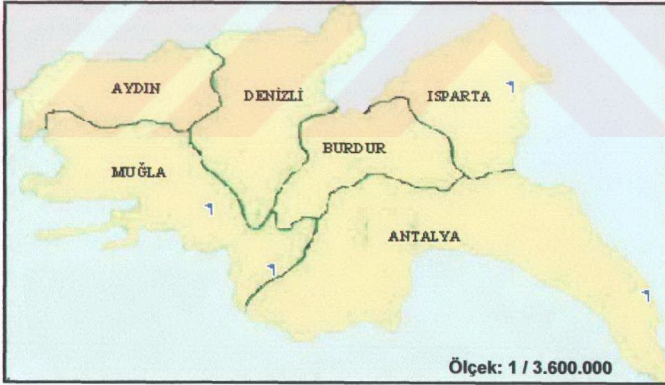 AYDIN
DENİZLİ
ISPARTA
BURDUR
MUĞLA
ANTALYA
Ölçek: 1 / 3.600.000